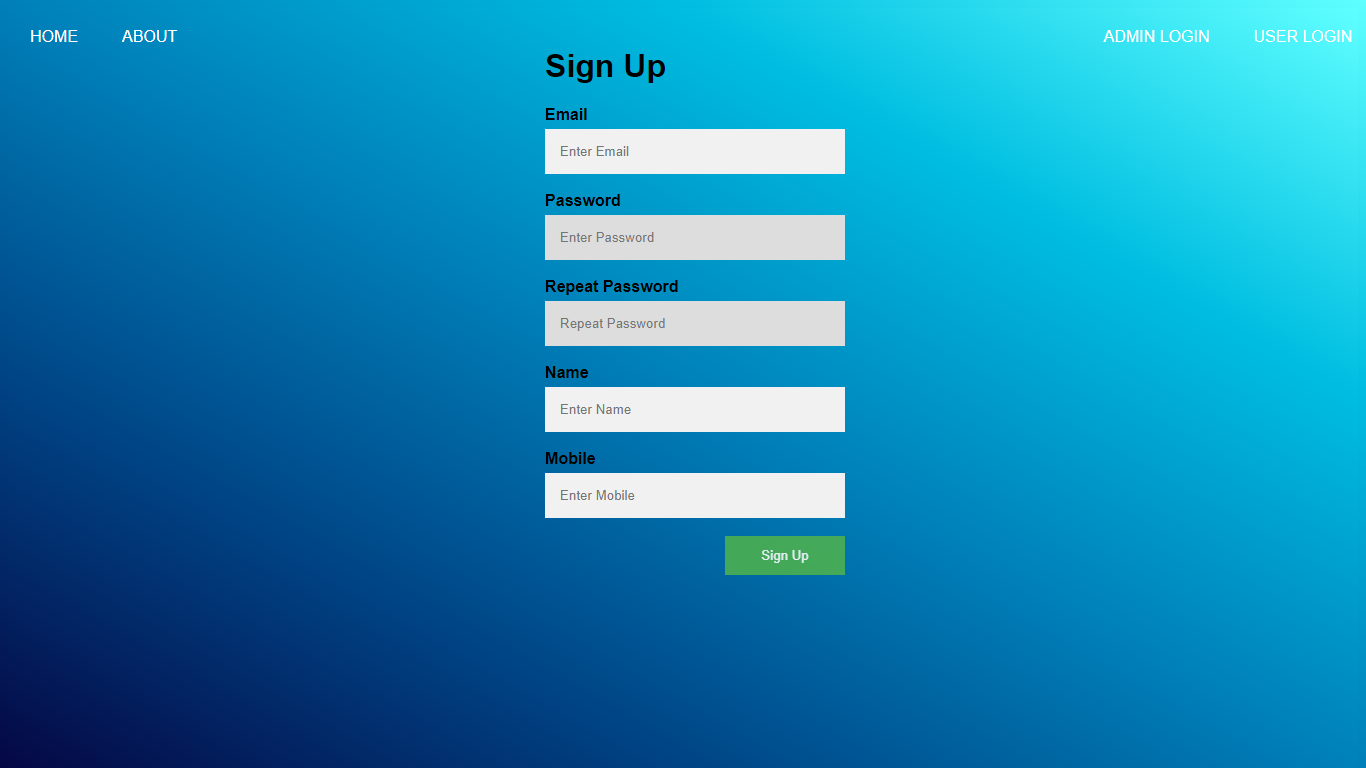 HOME ABOUT ADMIN LOGIN USER LOGIN
Sign Up
Email
Enter Email
Password
Enter Password
Repeat Password
Repeat Password
Name
Enter Name
Mobile
Enter Mobile
Sign Up